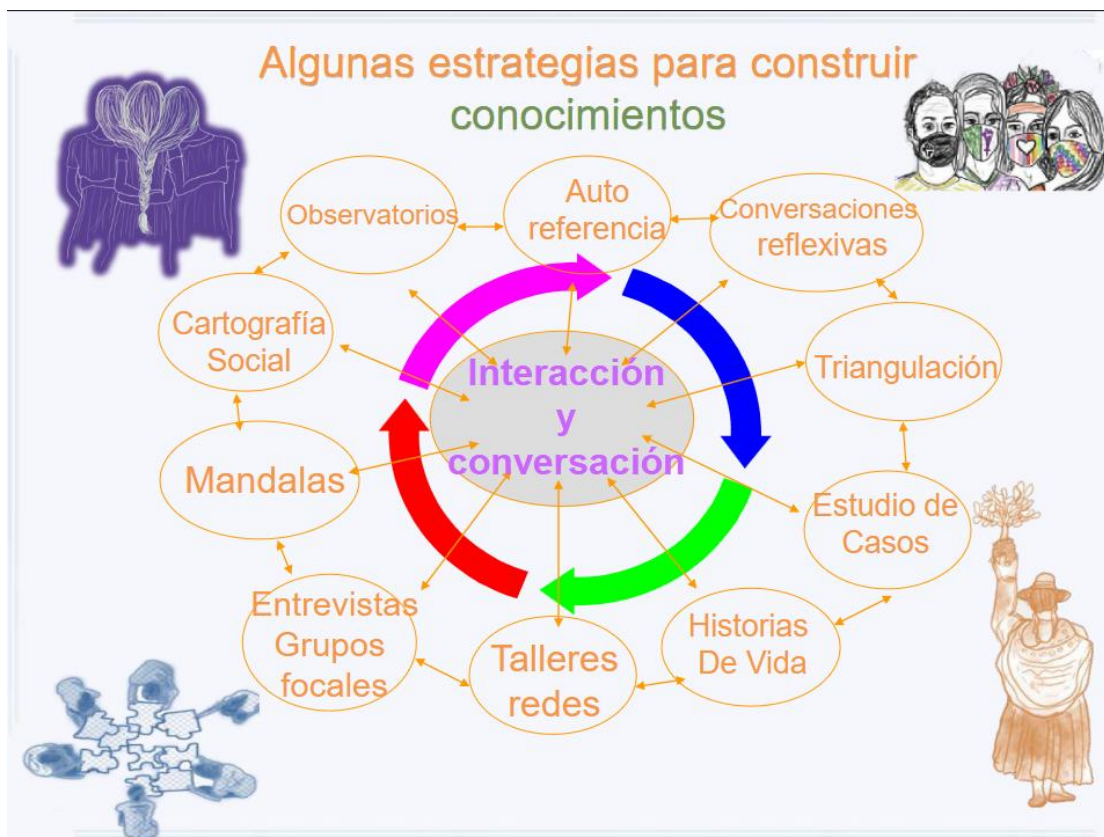 Algunas estrategias para construir
conocimientos
Observatorios
Auto
referencia
Conversaciones
reflexivas
Cartografía
Social
Triangulación
Interacción
y
conversación
Mandalas
Estudio de
Casos
Entrevistas
Grupos
focales
Talleres
redes
Historias
De Vida